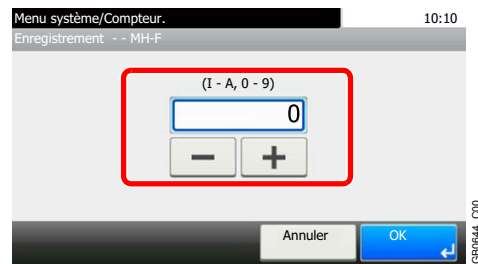 Menu système/Compteur. 10:10
Enregistrement - - MH-F
(I - A, 0 - 9)
0
− +
Annuler OK
GB0644_C00